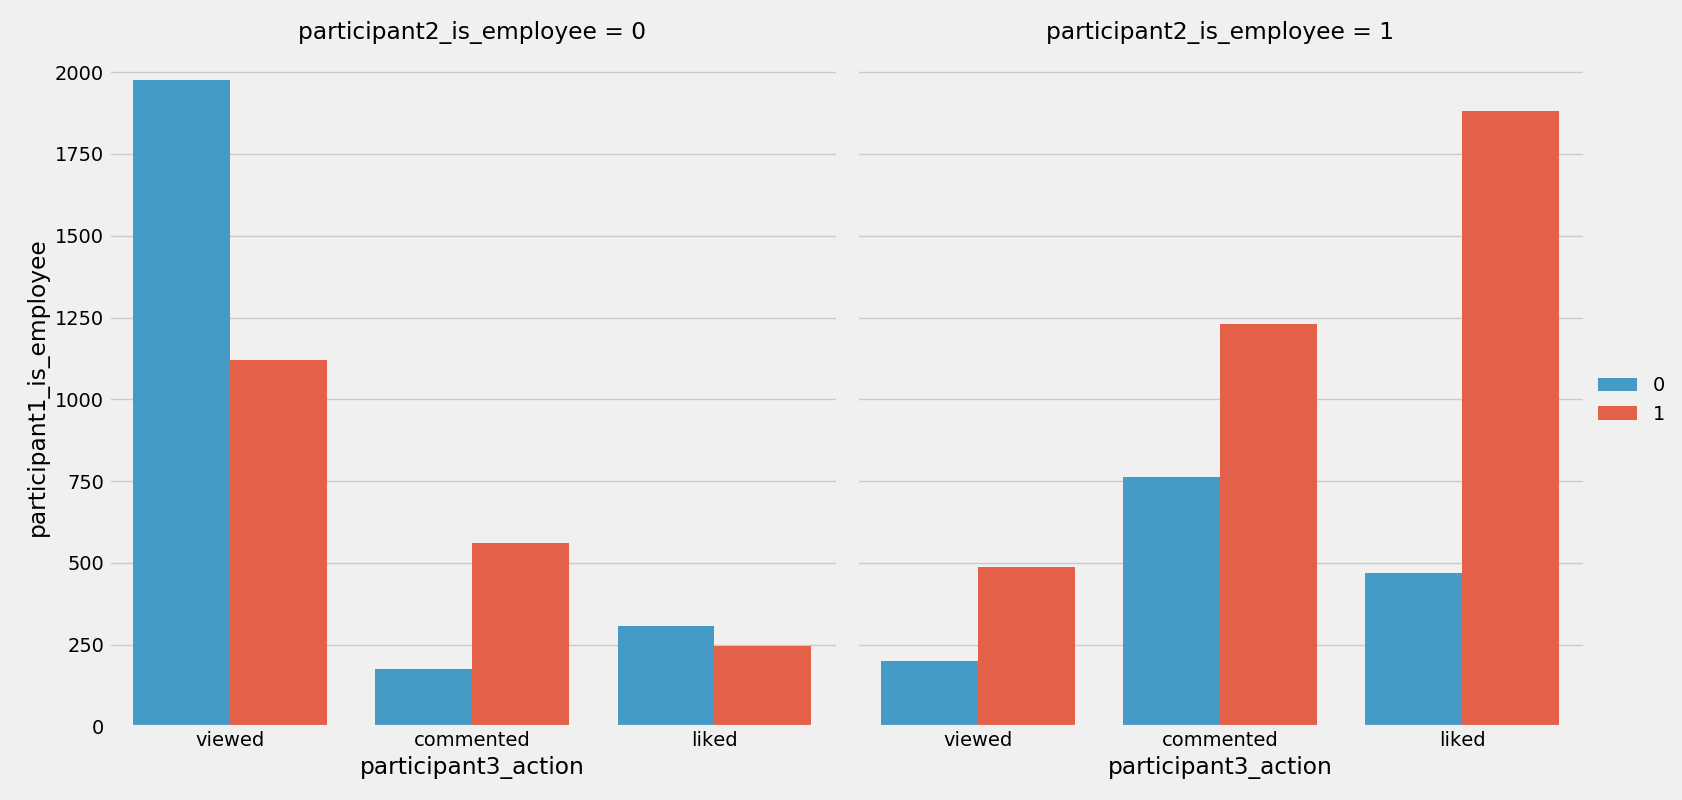 participant2_is_employee = 0
participant2_is_employee = 1
participant1_is_employee
2000
1750
1500
1250
1000
750
500
250
0
viewed
commented
liked
participant3_action
viewed
commented
liked
participant3_action
0
1